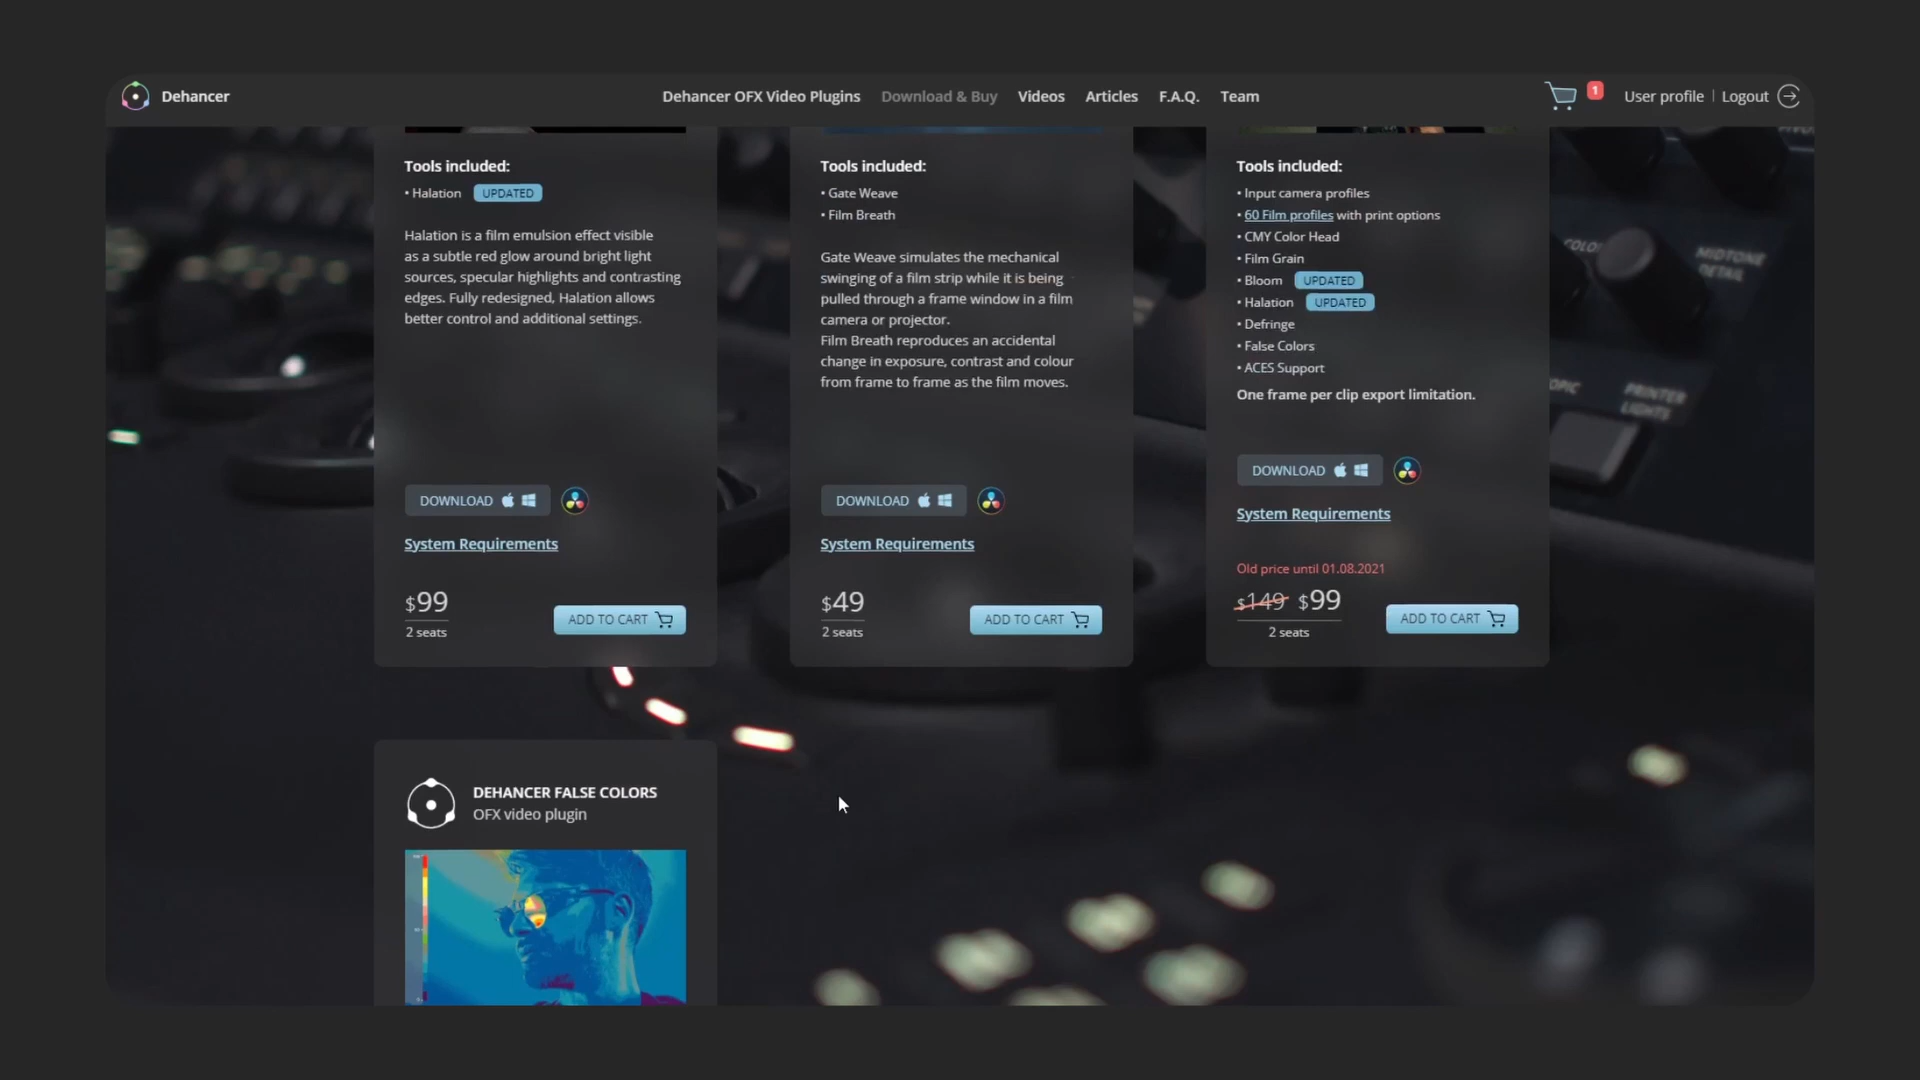 Dehancer
Dehancer OFX Video Plugins
Download & Buy
Videos
Articles
F.A.Q.
Team
1
User profile | Logout
Tools included:
• Halation UPDATED
Halation is a film emulsion effect visible
as a subtle red glow around bright light
sources, specular highlights and contrasting
edges. Fully redesigned, Halation allows
better control and additional settings.
DOWNLOAD
System Requirements
$99
2 seats
ADD TO CART
Tools included:
• Gate Weave
• Film Breath
Gate Weave simulates the mechanical
swinging of a film strip while it is being
pulled through a frame window in a film
camera or projector.
Film Breath reproduces an accidental
change in exposure, contrast and colour
from frame to frame as the film moves.
DOWNLOAD
System Requirements
$49
2 seats
ADD TO CART
Tools included:
• Input camera profiles
• 60 Film profiles with print options
• CMY Color Head
• Film Grain
• Bloom UPDATED
• Halation UPDATED
• Defringe
• False Colors
• ACES Support
One frame per clip export limitation.
DOWNLOAD
System Requirements
Old price until 01.08.2021
$149 $99
2 seats
ADD TO CART
MIDTONE
DETAIL
PRINTER
LIGHTS
DEHANCER FALSE COLORS
OFX video plugin